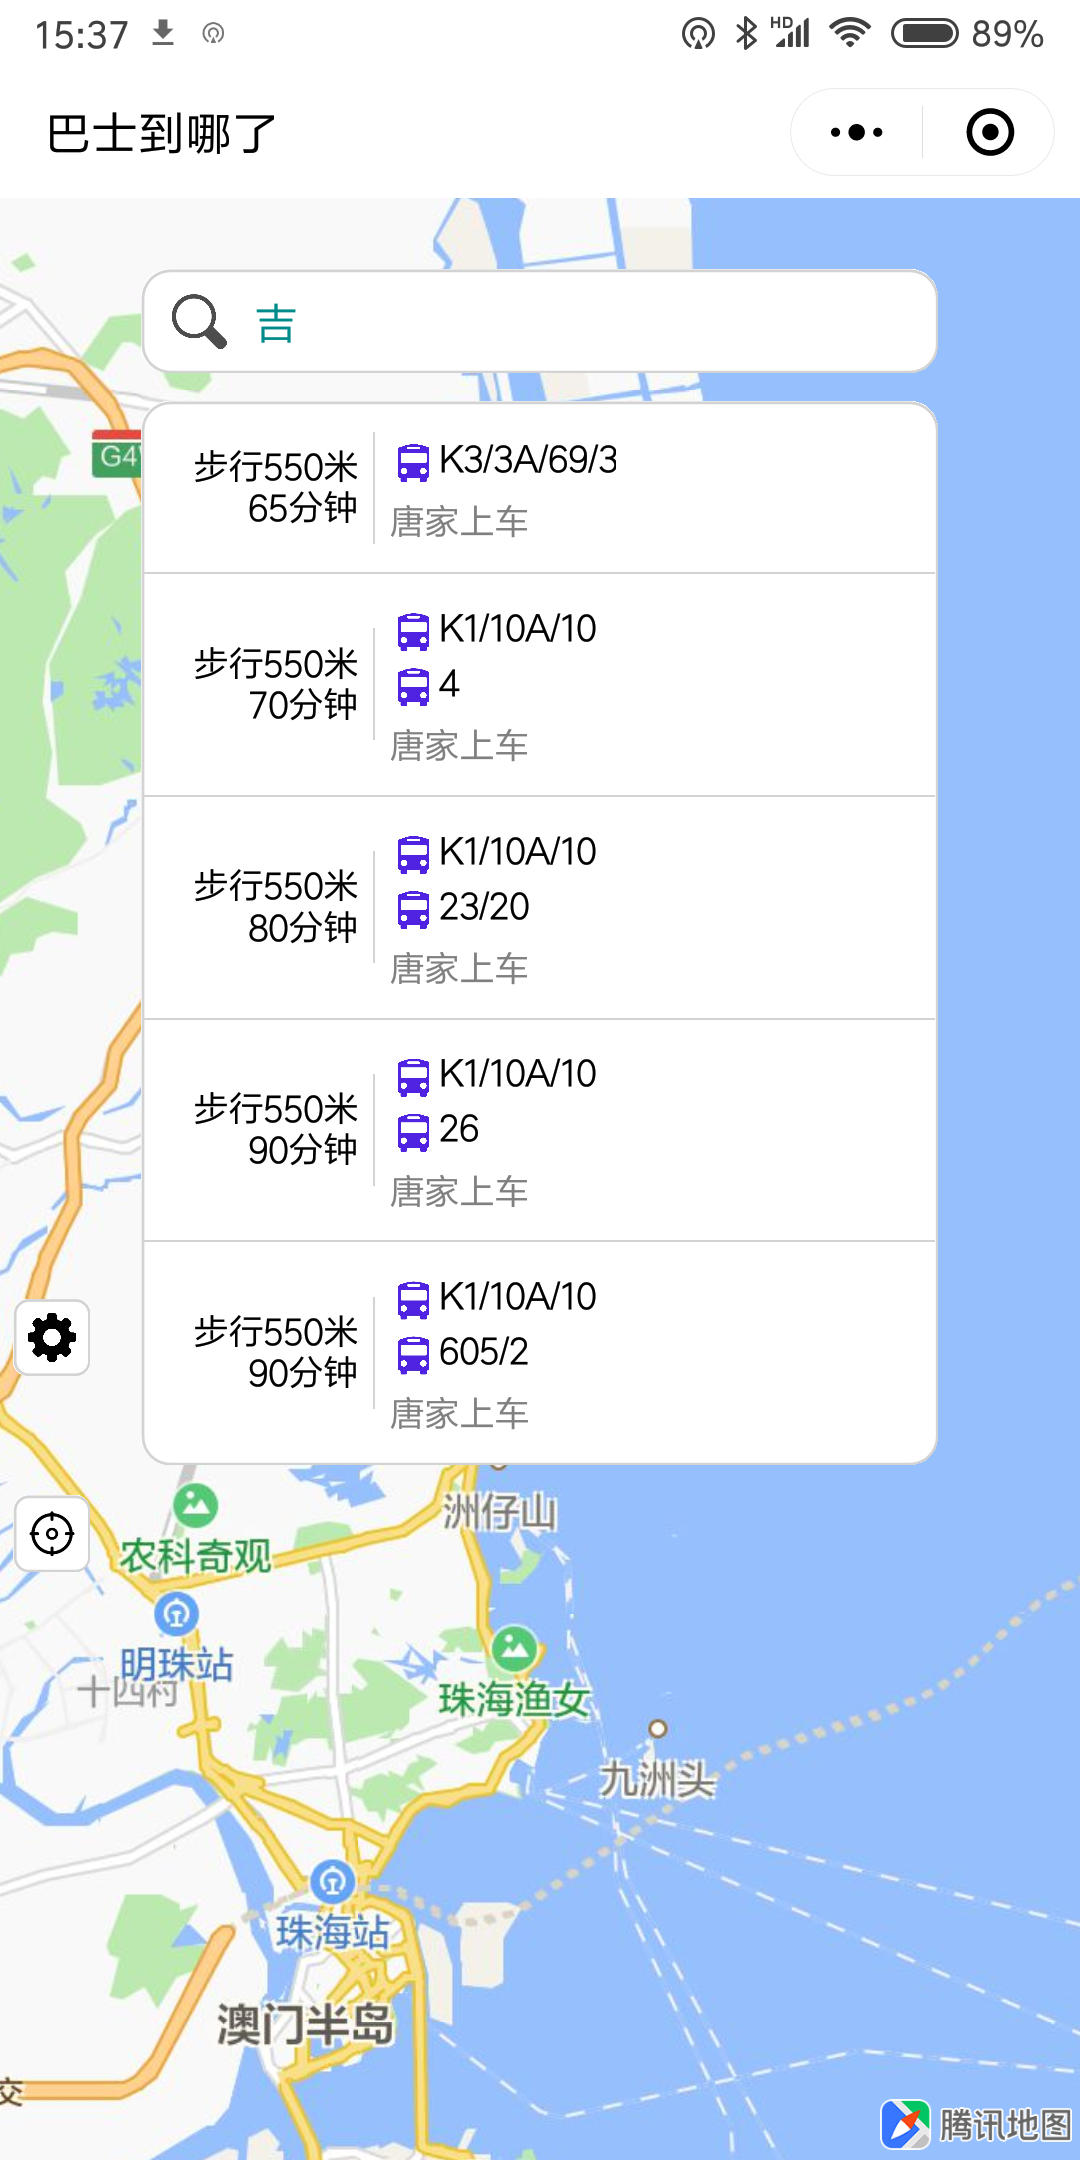 15:37
HD
89%
巴士到哪了
吉
G4
步行550米
65分钟
K3/3A/69/3
唐家上车
步行550米
70分钟
K1/10A/10
4
唐家上车
步行550米
80分钟
K1/10A/10
23/20
唐家上车
步行550米
90分钟
K1/10A/10
26
唐家上车
步行550米
90分钟
K1/10A/10
605/2
唐家上车
洲仔山
农科奇观
明珠站
十四村
珠海渔女
九洲头
珠海站
澳门半岛
交
腾讯地图